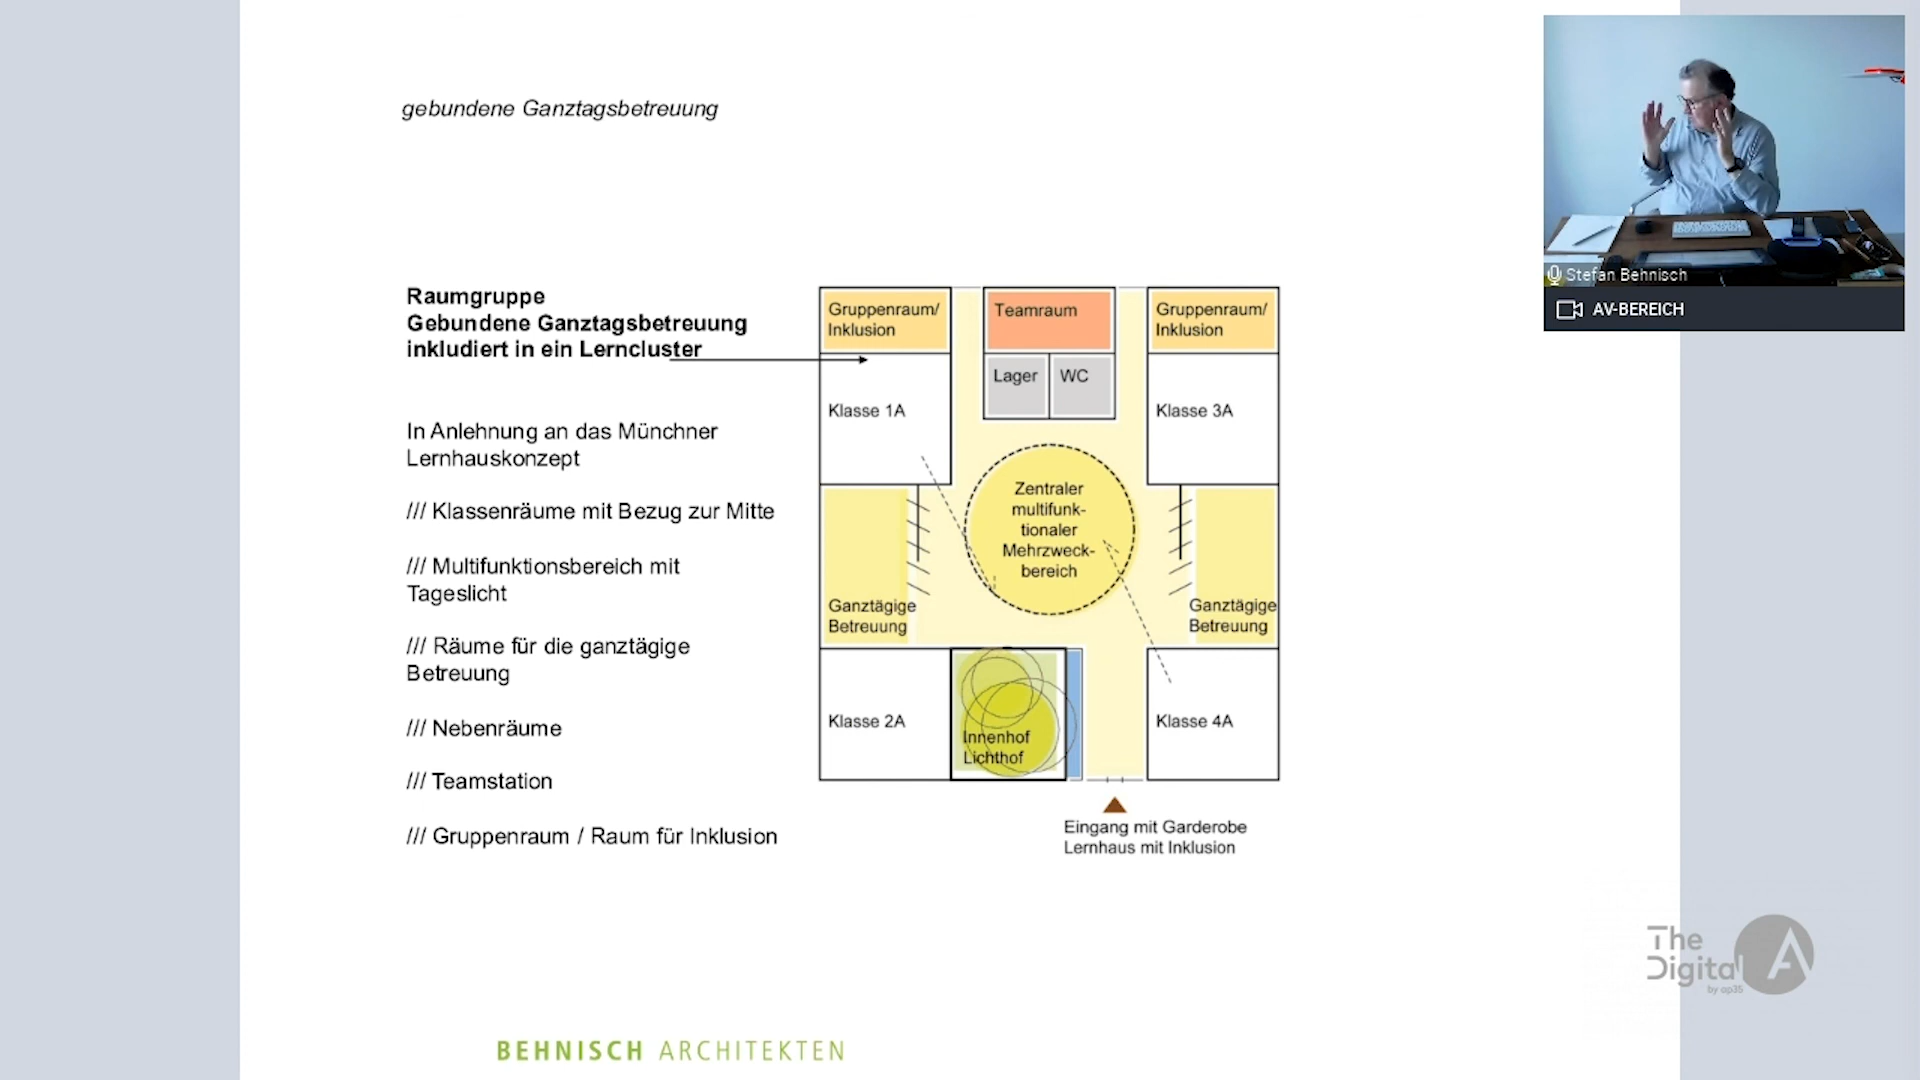 gebundene Ganztagsbetreuung
Raumgruppe
Gebundene Ganztagsbetreuung
inkludiert in ein Lerncluster
In Anlehnung an das Münchner
Lernhauskonzept
/// Klassenräume mit Bezug zur Mitte
/// Multifunktionsbereich mit
Tageslicht
/// Räume für die ganztägige
Betreuung
/// Nebenräume
/// Teamstation
/// Gruppenraum / Raum für Inklusion
Gruppenraum/
Inklusion
Teamraum
Gruppenraum/
Inklusion
Lager
WC
Klasse 1A
Klasse 3A
Zentraler
multifunk-
tionaler
Mehrzweck-
bereich
Ganztägige
Betreuung
Ganztägige
Betreuung
Klasse 2A
Innenhof
Lichthof
Klasse 4A
Eingang mit Garderobe
Lernhaus mit Inklusion
Stefan Behnisch
AV-BEREICH
The
Digital
by ap35
A
BEHNISCH ARCHITEKTEN